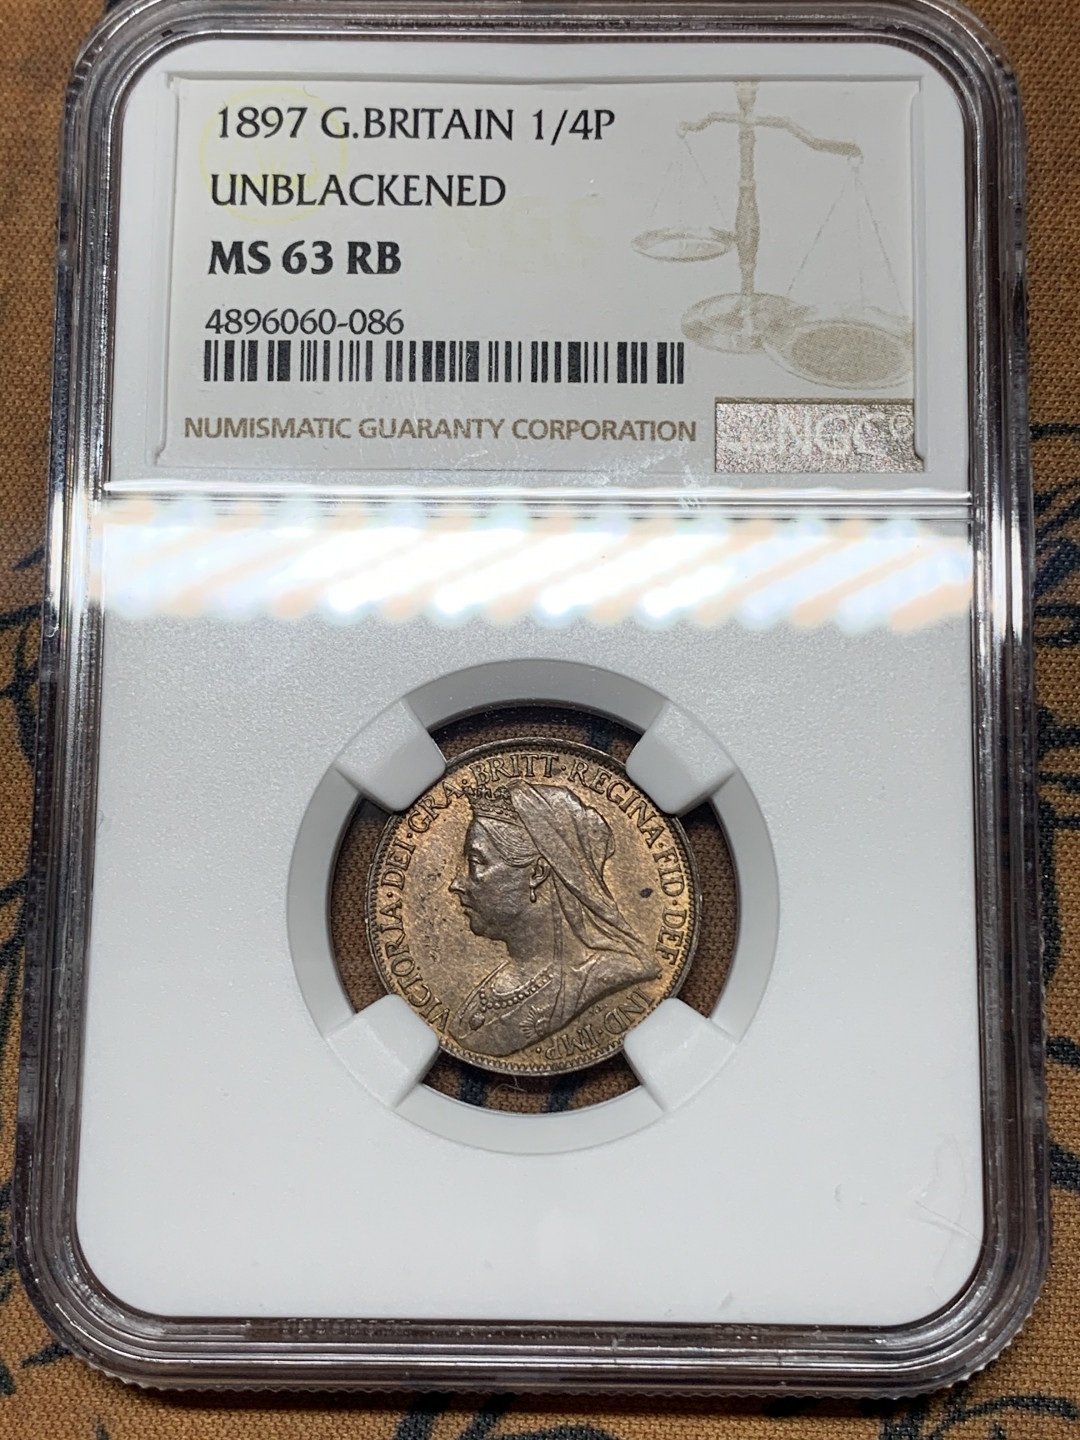 1897 G.BRITAIN 1/4P
UNBLACKENED
MS 63 RB
4896060-086
NUMISMATIC GUARANTY CORPORATION
NGC
VICTORIA·DEI·GRA·BRITT·REGINA·FID·DEF·IND·IMP·